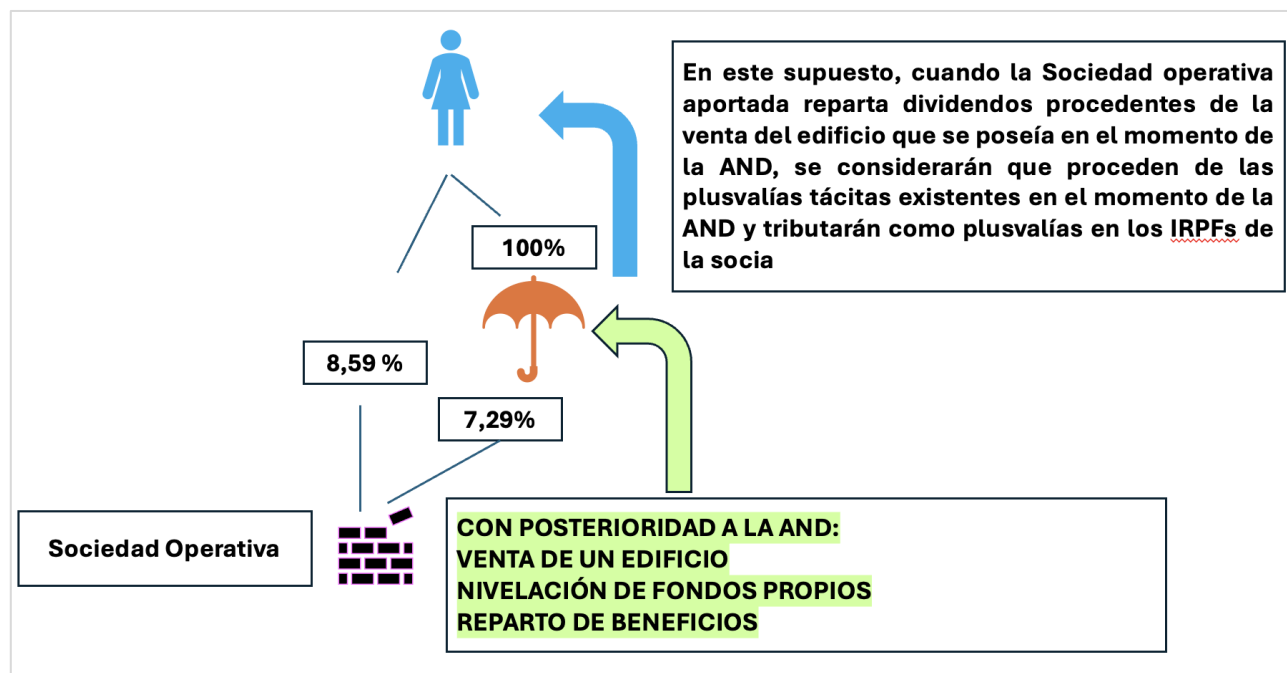 En este supuesto, cuando la Sociedad operativa
aportada reparta dividendos procedentes de la
venta del edificio que se poseía en el momento de
la AND, se considerarán que proceden de las
plusvalías tácitas existentes en el momento de la
AND y tributarán como plusvalías en los IRPFs de
la socia
100%
8,59 %
7,29%
Sociedad Operativa
CON POSTERIORIDAD A LA AND:
VENTA DE UN EDIFICIO
NIVELACIÓN DE FONDOS PROPIOS
REPARTO DE BENEFICIOS